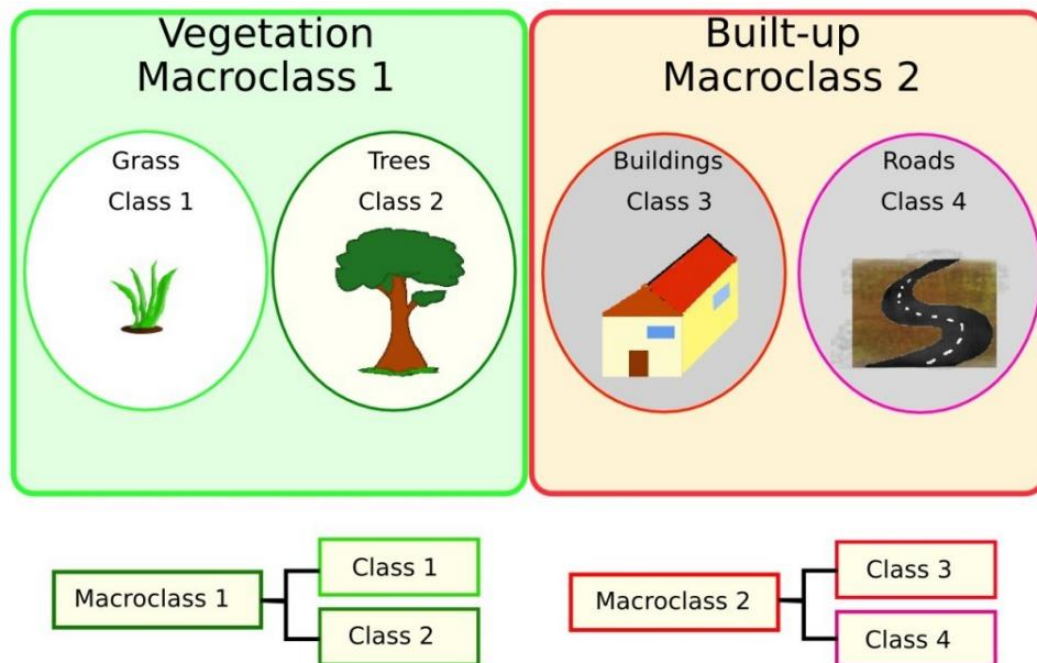 Vegetation
Macroclass 1
Grass
Class 1
Trees
Class 2
Built-up
Macroclass 2
Buildings
Class 3
Roads
Class 4
Macroclass 1
Class 1
Class 2
Macroclass 2
Class 3
Class 4